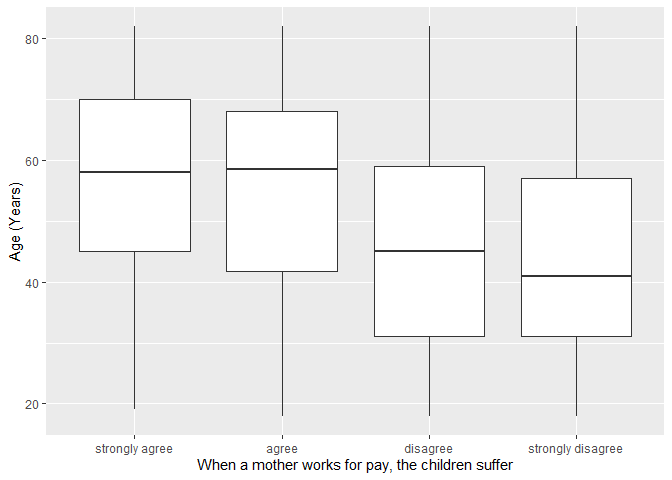 80
60
40
20
Age (Years)
strongly agree
agree
disagree
strongly disagree
When a mother works for pay, the children suffer